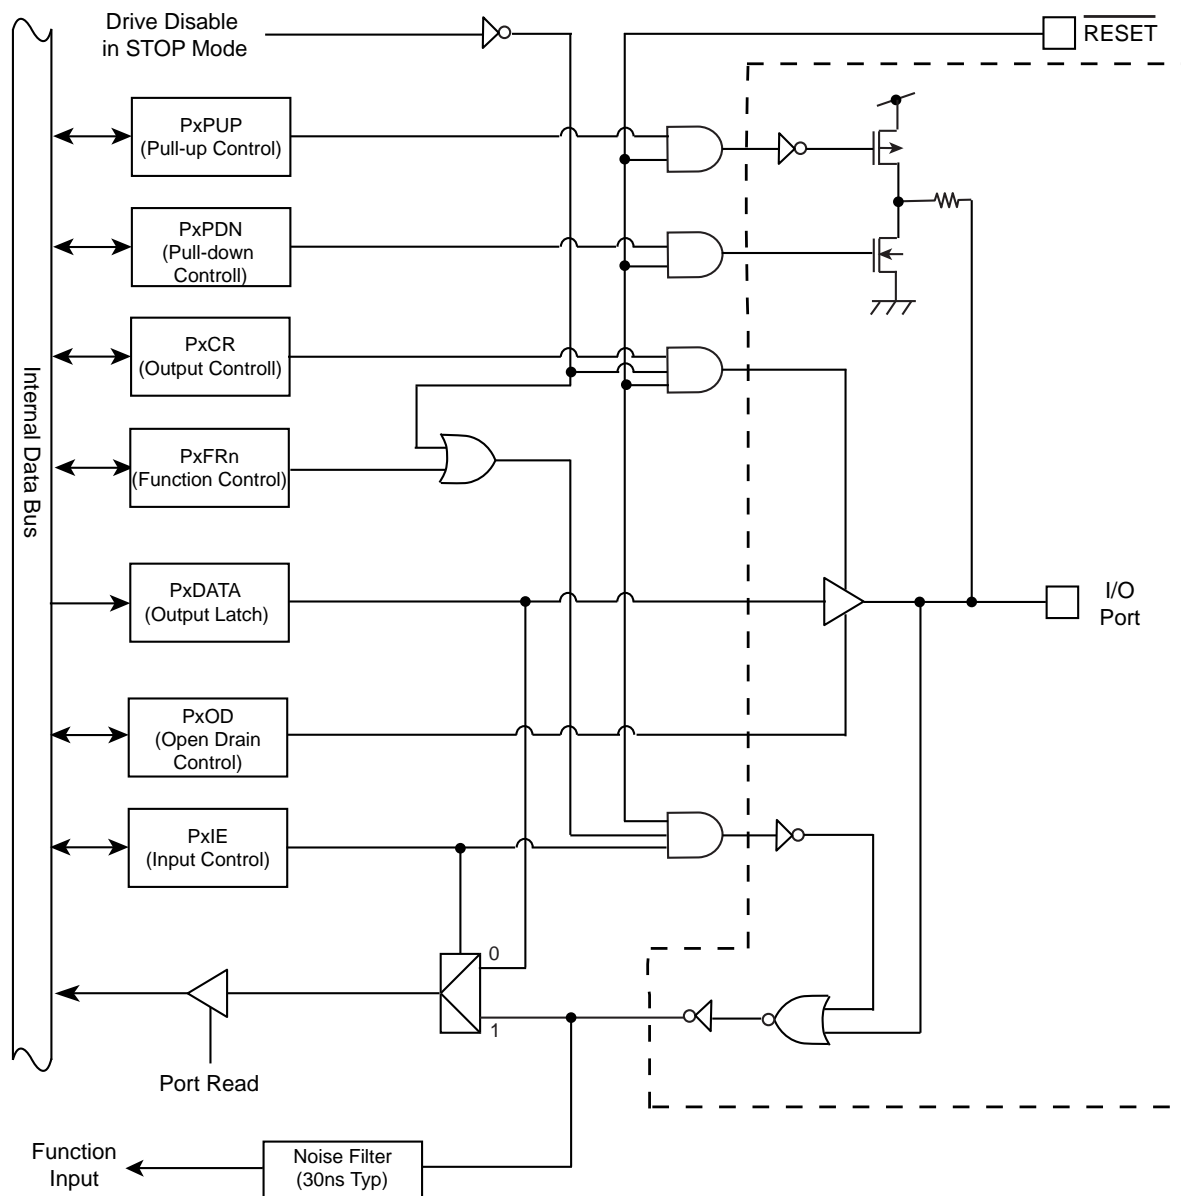 Drive Disable
in STOP Mode
RESET
PxPUP
(Pull-up Control)
PxPDN
(Pull-down
Controll)
PxCR
(Output Controll)
Internal Data Bus
PxFRn
(Function Control)
PxDATA
(Output Latch)
I/O
Port
PxOD
(Open Drain
Control)
PxIE
(Input Control)
0
1
Port Read
Function
Input
Noise Filter
(30ns Typ)